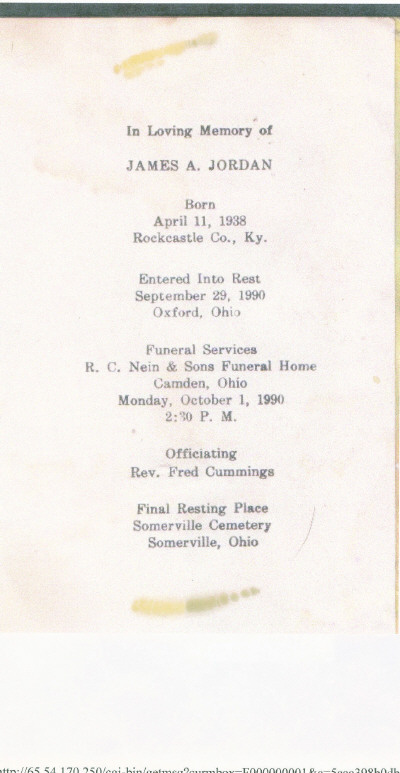 In Loving Memory of
JAMES A. JORDAN
Born
April 11, 1938
Rockcastle Co., Ky.
Entered Into Rest
September 29, 1990
Oxford, Ohio
Funeral Services
R. C. Nein & Sons Funeral Home
Camden, Ohio
Monday, October 1, 1990
2:30 P. M.
Officiating
Rev. Fred Cummings
Final Resting Place
Somerville Cemetery
Somerville, Ohio